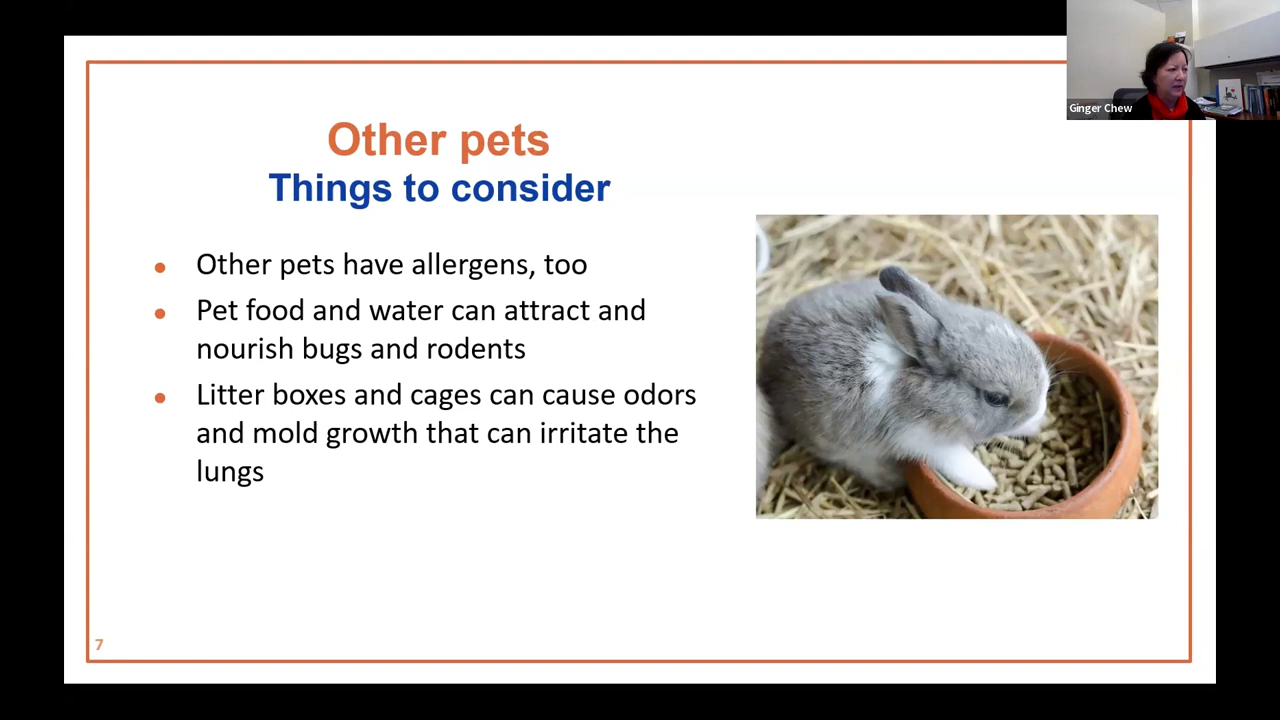 Ginger Chew
Other pets
Things to consider
• Other pets have allergens, too
• Pet food and water can attract and
nourish bugs and rodents
• Litter boxes and cages can cause odors
and mold growth that can irritate the
lungs
7